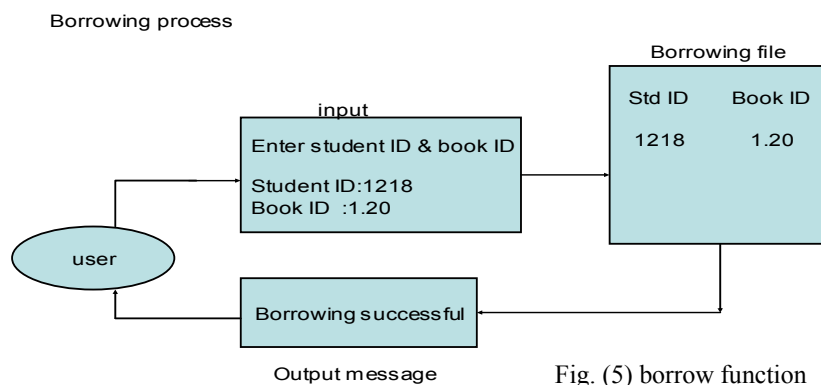 Borrowing process
Borrowing file
Std ID Book ID
1218 1.20
input
Enter student ID & book ID
Student ID:1218
Book ID :1.20
user
Borrowing successful
Output message
Fig. (5) borrow function